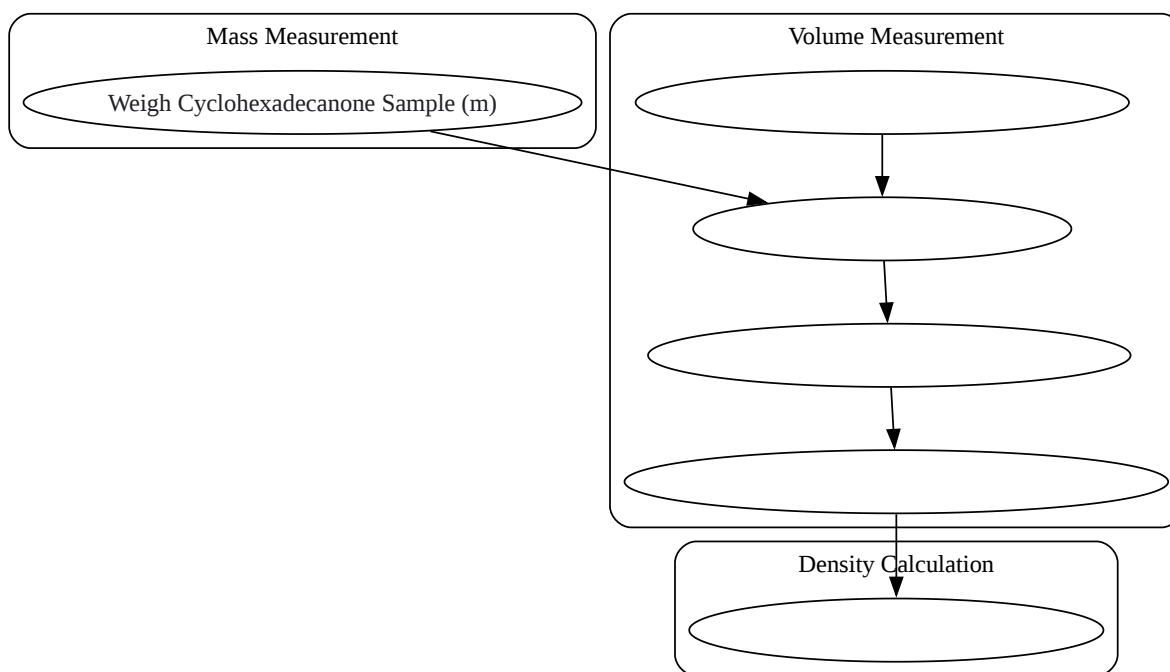 Mass Measurement
Volume Measurement
Weigh Cyclohexadecanone Sample (m)
Density Calculation